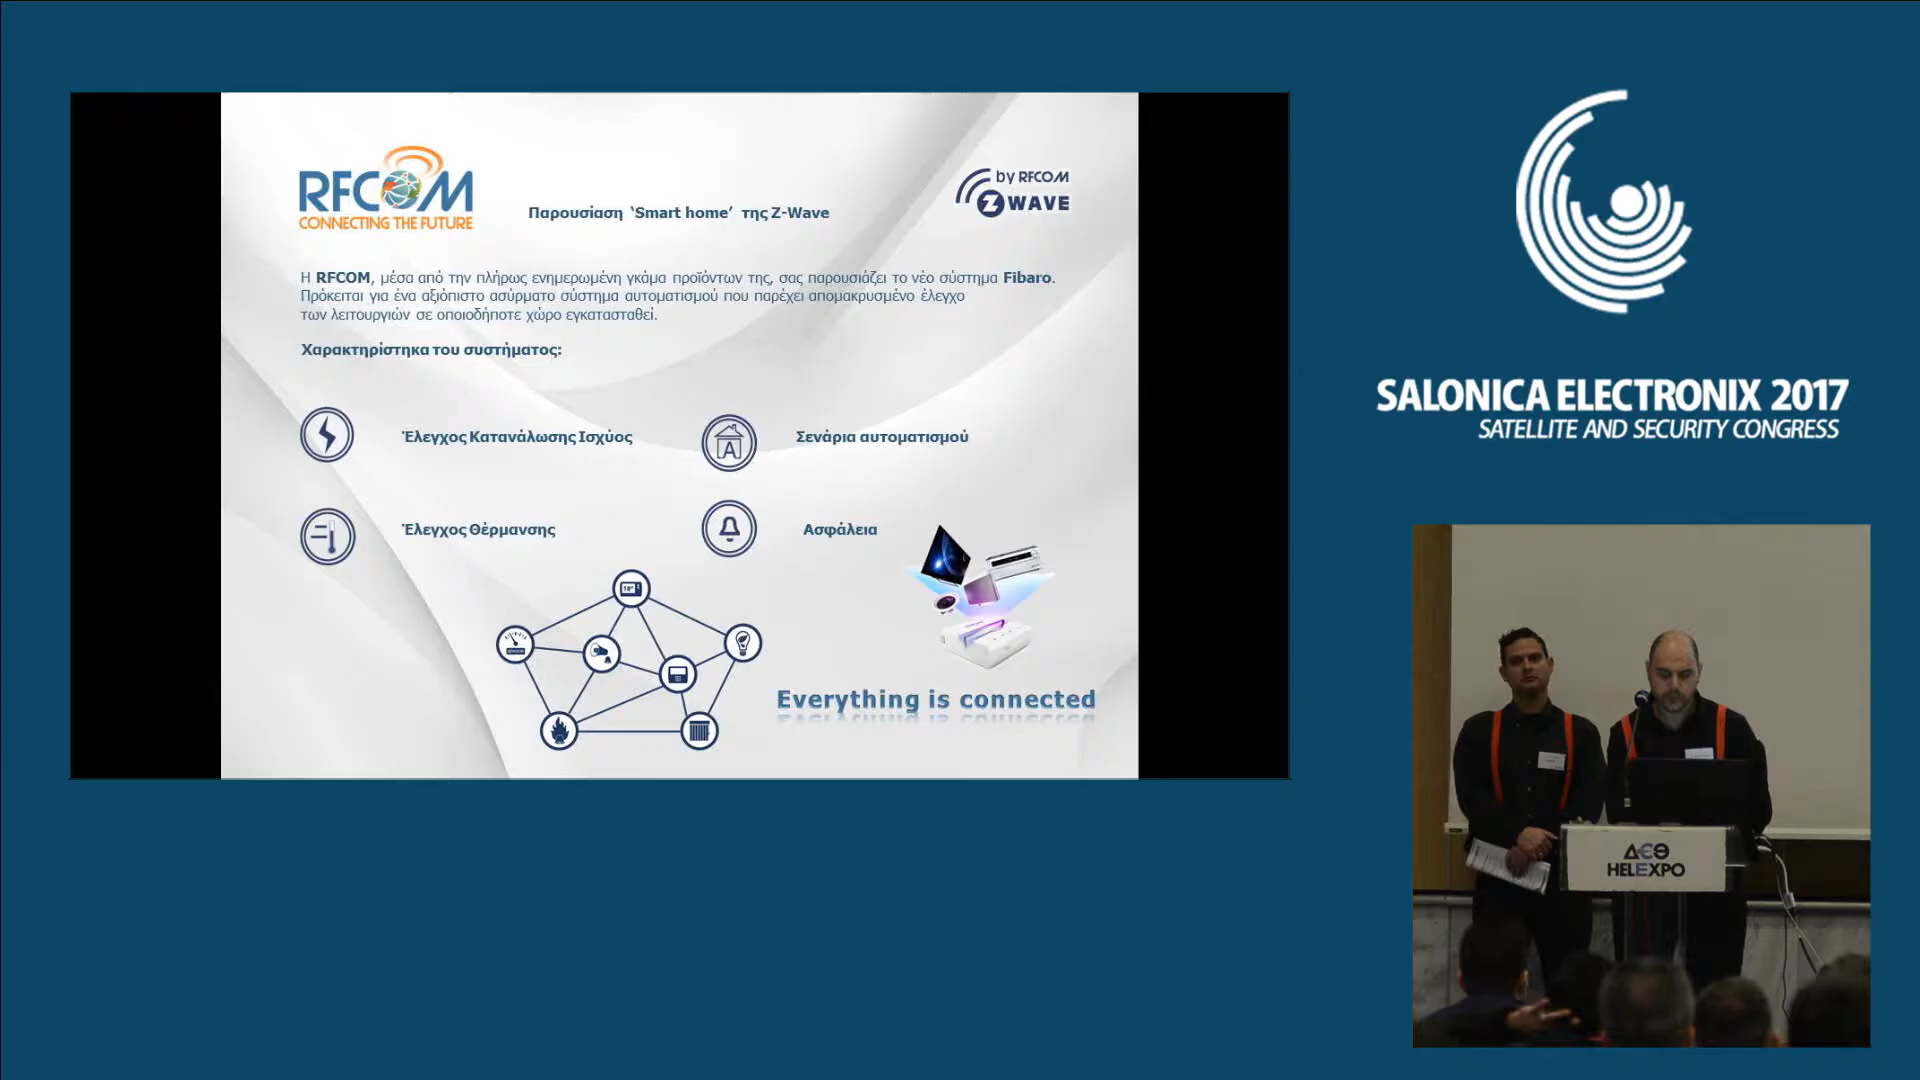 RFCOM
CONNECTING THE FUTURE
Παρουσίαση ‘Smart home’ της Z-Wave
by RFCOM
Z WAVE
Η RFCOM, μέσα από την πλήρως ενημερωμένη γκάμα προϊόντων της, σας παρουσιάζει το νέο σύστημα Fibaro.
Πρόκειται για ένα αξιόπιστο ασύρματο σύστημα αυτοματισμού που παρέχει απομακρυσμένο έλεγχο
των λειτουργιών σε οποιοδήποτε χώρο εγκατασταθεί.
Χαρακτηρίστηκα του συστήματος:
Έλεγχος Κατανάλωσης Ισχύος
A
Σενάρια αυτοματισμού
Έλεγχος Θέρμανσης
Ασφάλεια
18°
Everything is connected
SALONICA ELECTRONIX 2017
SATELLITE AND SECURITY CONGRESS
ΔΕΘ
HELEXPO